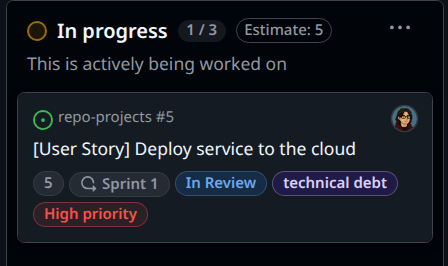 In progress 1 / 3 Estimate: 5
This is actively being worked on
repo-projects #5
[User Story] Deploy service to the cloud
5 Sprint 1 In Review technical debt
High priority